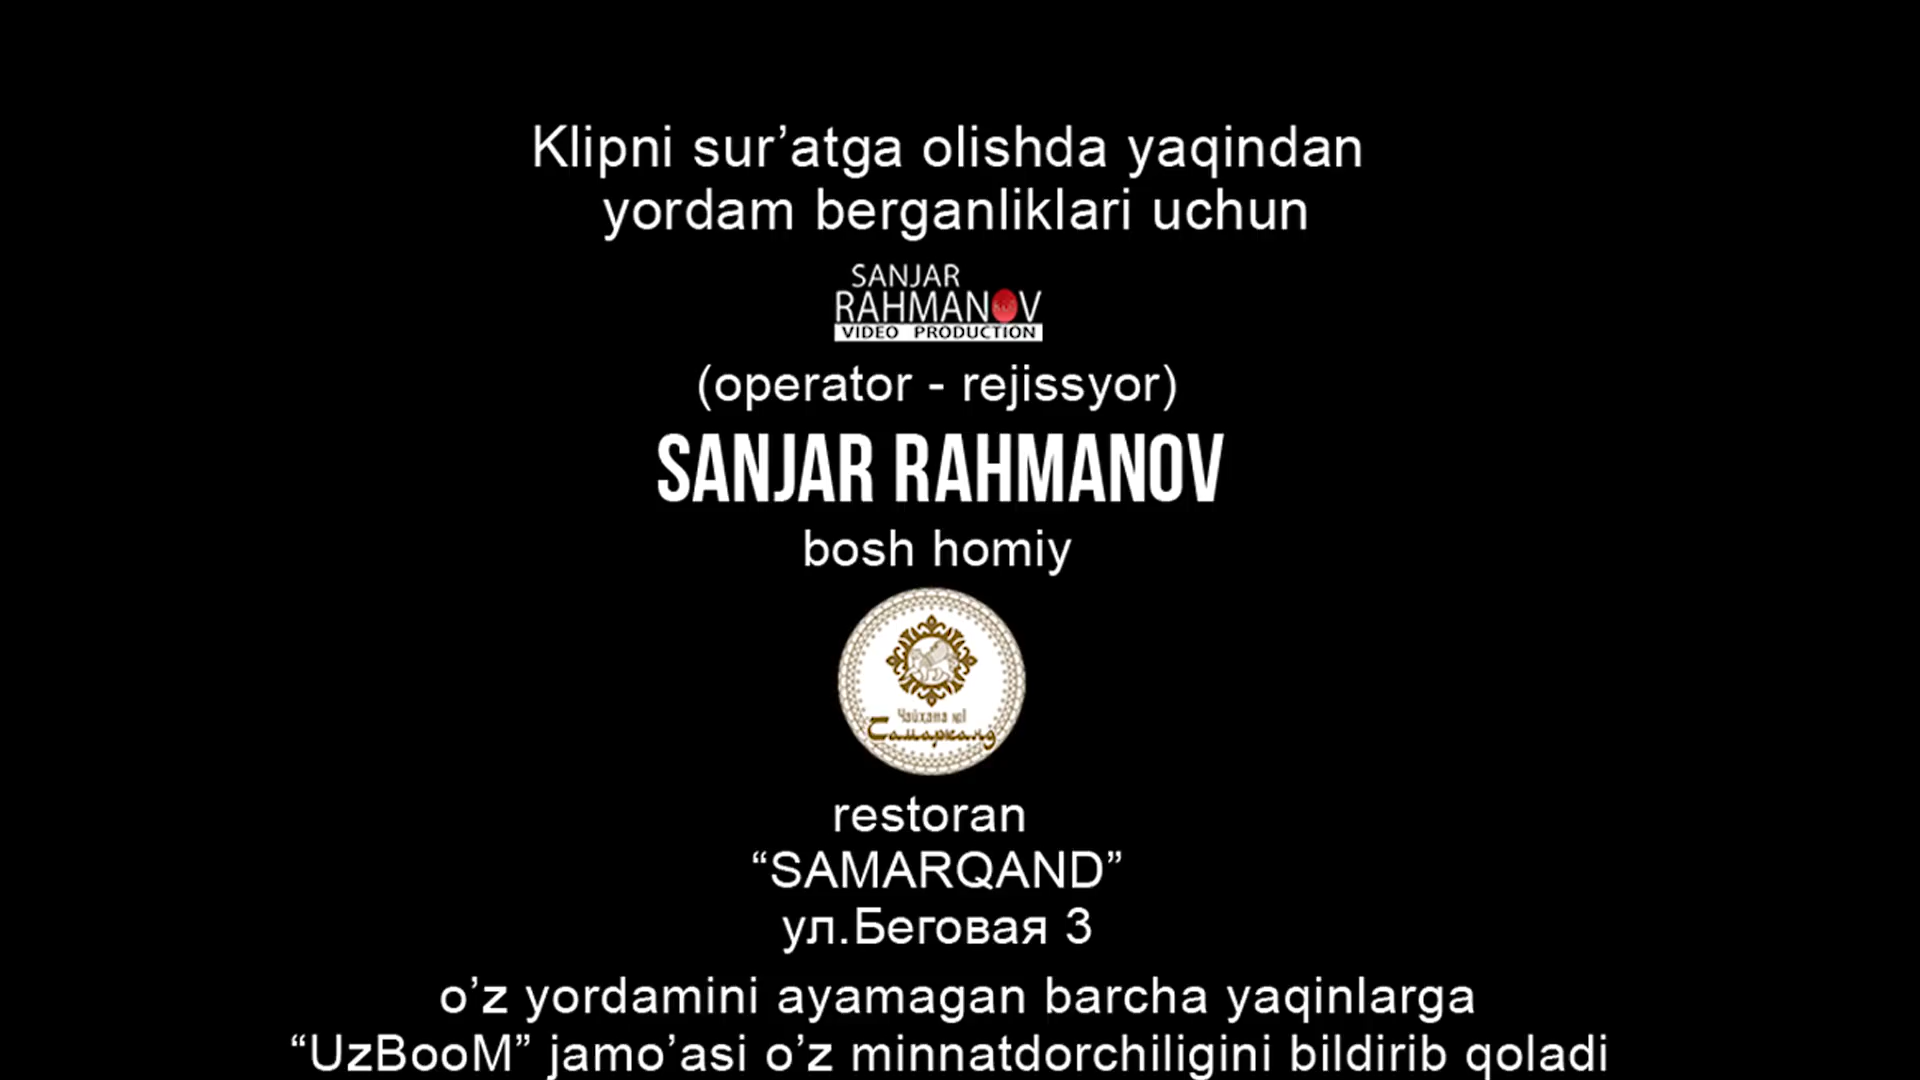 Klipni sur’atga olishda yaqindan
yordam berganliklari uchun
SANJAR
RAHMANOV
VIDEO PRODUCTION
(operator - rejissyor)
SANJAR RAHMANOV
bosh homiy
Чайхана №1
Самарканд
restoran
“SAMARQAND”
ул.Беговая 3
o’z yordamini ayamagan barcha yaqinlarga
“UzBooM” jamo’asi o’z minnatdorchiligini bildirib qoladi